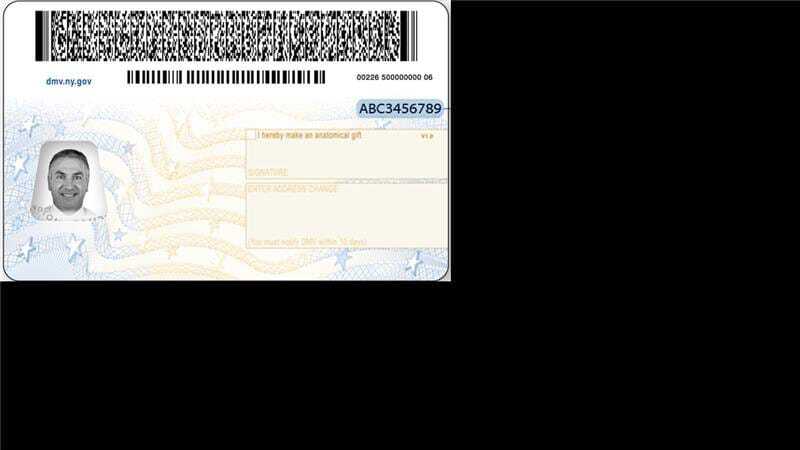 dmv.ny.gov
00226 500000000 06
ABC3456789
I hereby make an anatomical gift
V1.0
SIGNATURE
ENTER ADDRESS CHANGE
(You must notify DMV within 10 days)